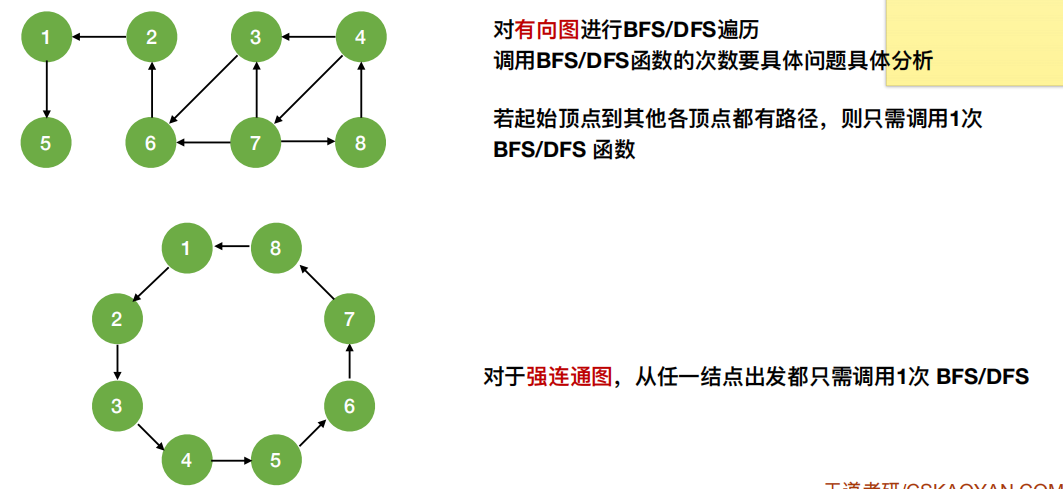 1
2
3
4
对有向图进行BFS/DFS遍历
调用BFS/DFS函数的次数要具体问题具体分析
5
6
7
8
若起始顶点到其他各顶点都有路径，则只需调用1次
BFS/DFS 函数
1
8
2
7
对于强连通图，从任一结点出发都只需调用1次 BFS/DFS
3
6
4
5
王道考研/CSKAOYAN.COM